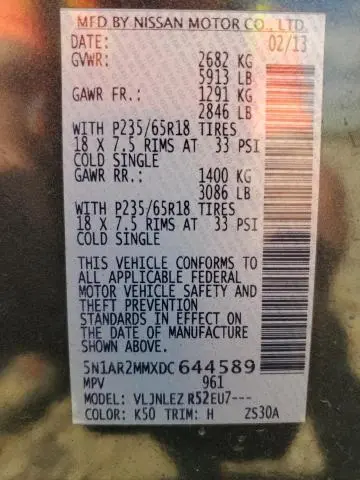 MFD BY NISSAN MOTOR CO., LTD.
DATE: 02/13
GVWR: 2682 KG
5913 LB
GAWR FR.: 1291 KG
2846 LB
WITH P235/65R18 TIRES
18 X 7.5 RIMS AT 33 PSI
COLD SINGLE
GAWR RR.: 1400 KG
3086 LB
WITH P235/65R18 TIRES
18 X 7.5 RIMS AT 33 PSI
COLD SINGLE
THIS VEHICLE CONFORMS TO
ALL APPLICABLE FEDERAL
MOTOR VEHICLE SAFETY AND
THEFT PREVENTION
STANDARDS IN EFFECT ON
THE DATE OF MANUFACTURE
SHOWN ABOVE.
5N1AR2MMXDC644589
MPV 961
MODEL: VLJNLEZ R52EU7---
COLOR: K50 TRIM: H ZS30A